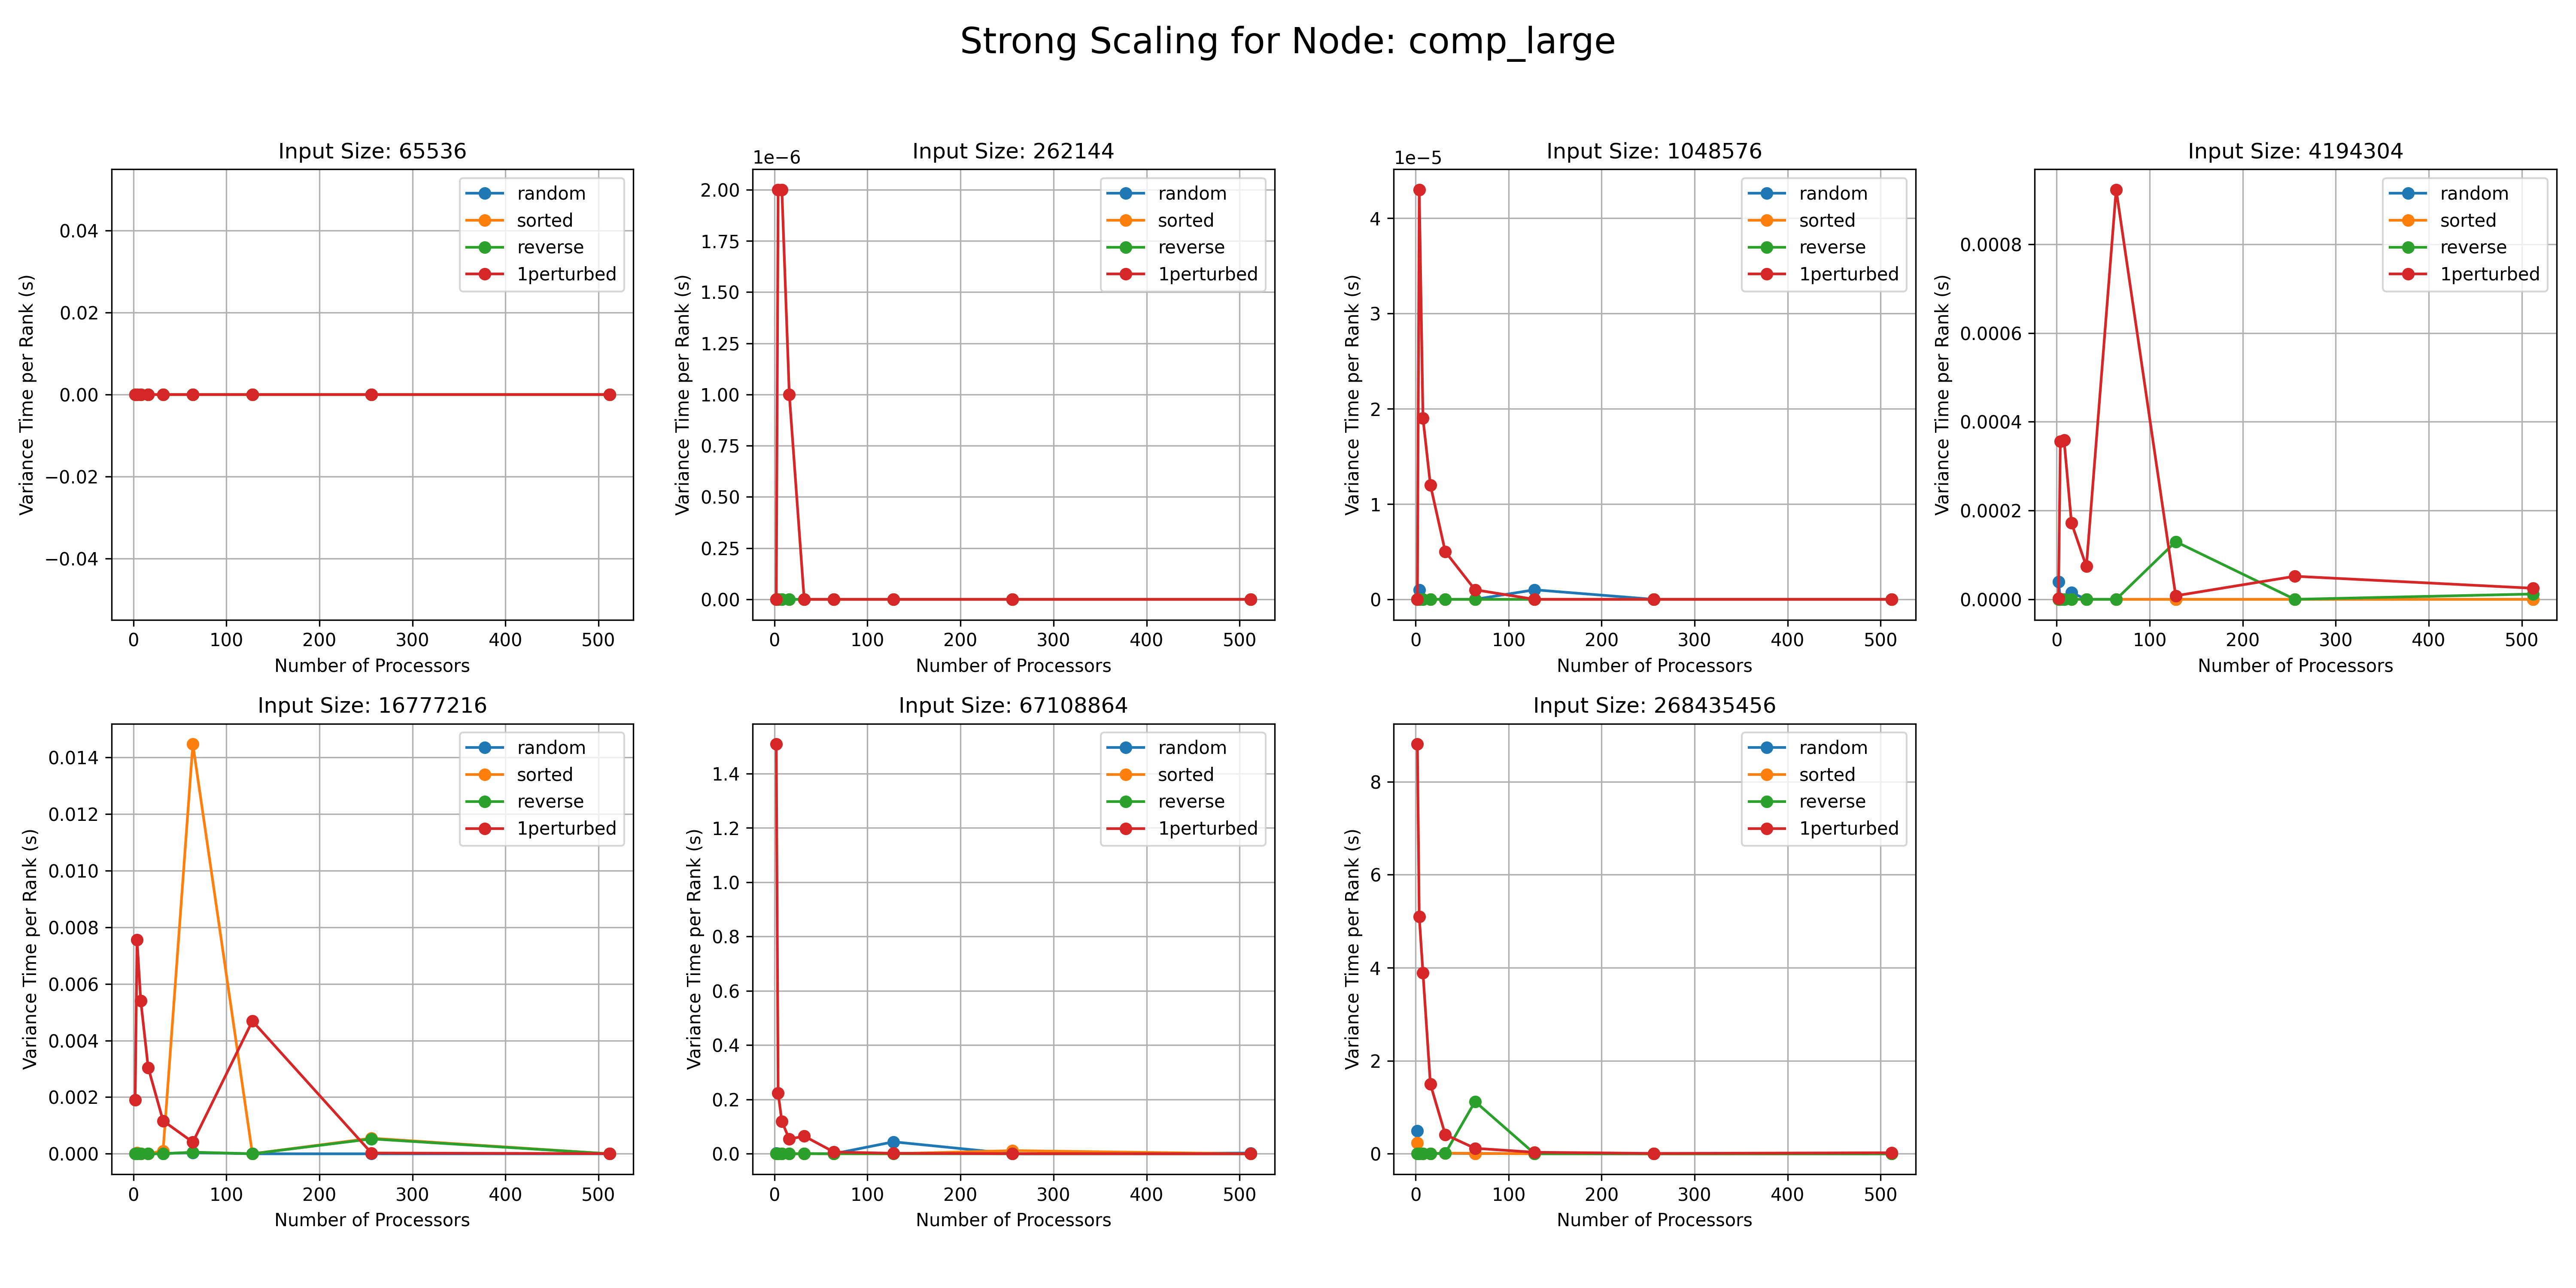 Strong Scaling for Node: comp_large
Input Size: 65536
Variance Time per Rank (s)
0.04
0.02
0.00
−0.02
−0.04
random
sorted
reverse
1perturbed
0 100 200 300 400 500
Number of Processors
Input Size: 262144
1e−6
Variance Time per Rank (s)
2.00
1.75
1.50
1.25
1.00
0.75
0.50
0.25
0.00
random
sorted
reverse
1perturbed
0 100 200 300 400 500
Number of Processors
Input Size: 1048576
1e−5
Variance Time per Rank (s)
4
3
2
1
0
random
sorted
reverse
1perturbed
0 100 200 300 400 500
Number of Processors
Input Size: 4194304
Variance Time per Rank (s)
0.0008
0.0006
0.0004
0.0002
0.0000
random
sorted
reverse
1perturbed
0 100 200 300 400 500
Number of Processors
Input Size: 16777216
Variance Time per Rank (s)
0.014
0.012
0.010
0.008
0.006
0.004
0.002
0.000
random
sorted
reverse
1perturbed
0 100 200 300 400 500
Number of Processors
Input Size: 67108864
Variance Time per Rank (s)
1.4
1.2
1.0
0.8
0.6
0.4
0.2
0.0
random
sorted
reverse
1perturbed
0 100 200 300 400 500
Number of Processors
Input Size: 268435456
Variance Time per Rank (s)
8
6
4
2
0
random
sorted
reverse
1perturbed
0 100 200 300 400 500
Number of Processors